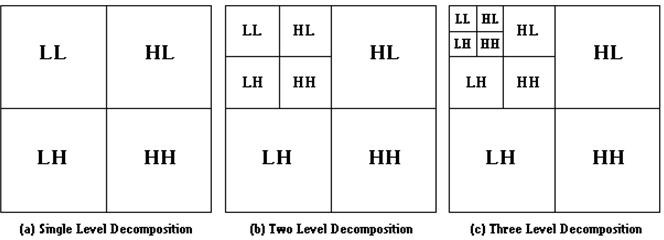 LL HL
LH HH
(a) Single Level Decomposition
LL HL
LH HH
HL
LH HH
(b) Two Level Decomposition
LL HL
LH HH
HL
LH HH
HL
LH HH
(c) Three Level Decomposition